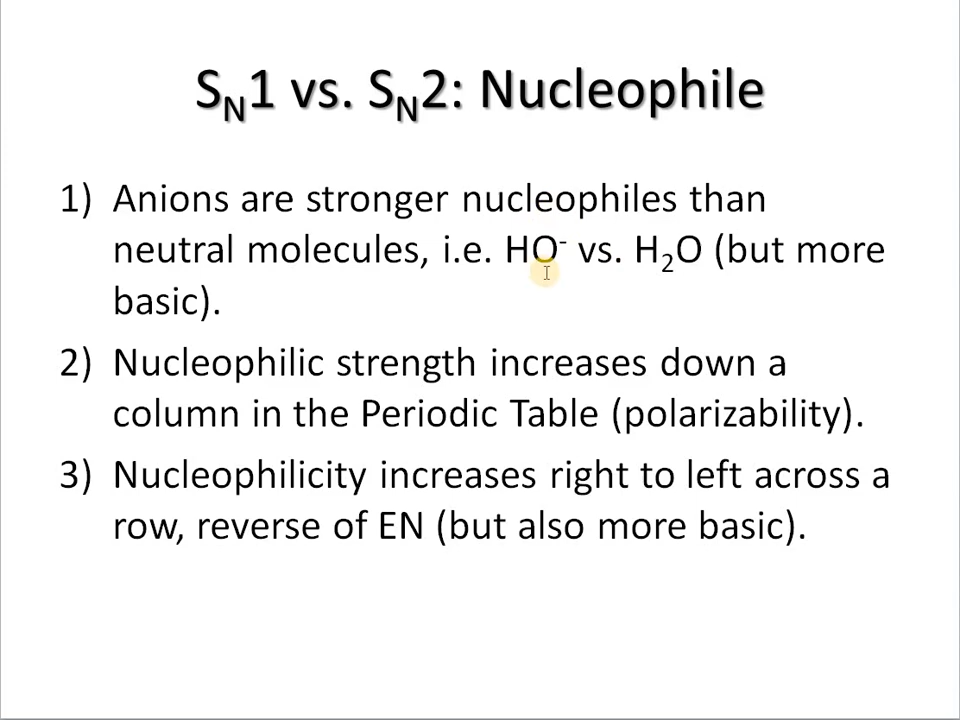 S_N1 vs. S_N2: Nucleophile
1) Anions are stronger nucleophiles than
neutral molecules, i.e. HO⁻ vs. H₂O (but more
basic).
2) Nucleophilic strength increases down a
column in the Periodic Table (polarizability).
3) Nucleophilicity increases right to left across a
row, reverse of EN (but also more basic).